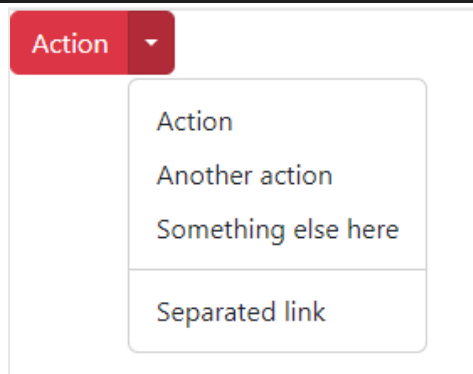 Action
Action
Another action
Something else here
Separated link